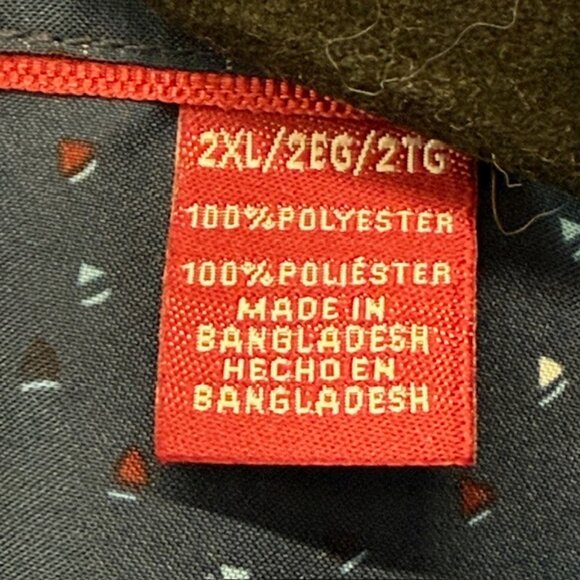 2XL/2EG/2TG
100%POLYESTER
100%POLIÉSTER
MADE IN
BANGLADESH
HECHO EN
BANGLADESH